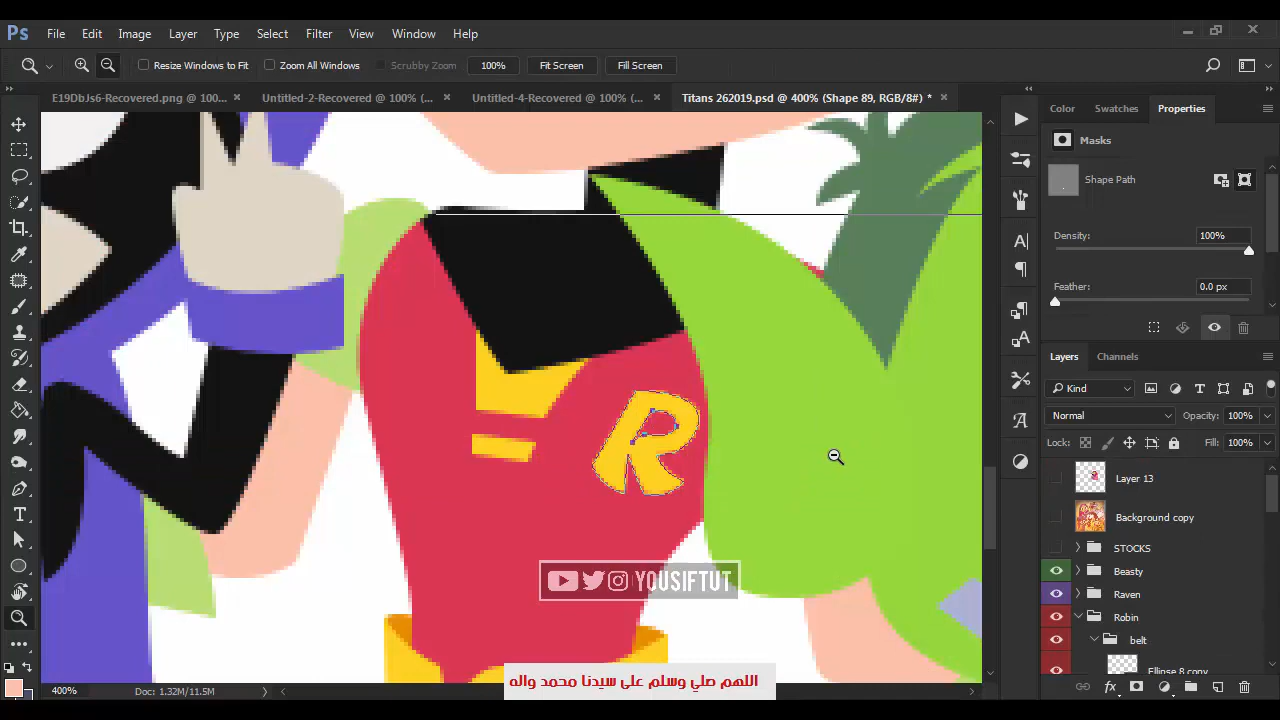 Ps File Edit Image Layer Type Select Filter View Window Help
Resize Windows to Fit Zoom All Windows Scrubby Zoom 100% Fit Screen Fill Screen
E19DbJs6-Recovered.png @ 100... × Untitled-2-Recovered @ 100% (... × Untitled-4-Recovered @ 100% (... × Titans 262019.psd @ 400% (Shape 89, RGB/8#) * ×
Color Swatches Properties
Masks
Shape Path
Density: 100%
Feather: 0.0 px
Layers Channels
Kind
Normal Opacity: 100%
Lock: Fill: 100%
Layer 13
Background copy
STOCKS
Beasty
Raven
Robin
belt
Ellipse 8 copy
R
YOUSIFTUT
اللهم صلي وسلم على سيدنا محمد واله
400% Doc: 1.32M/11.5M